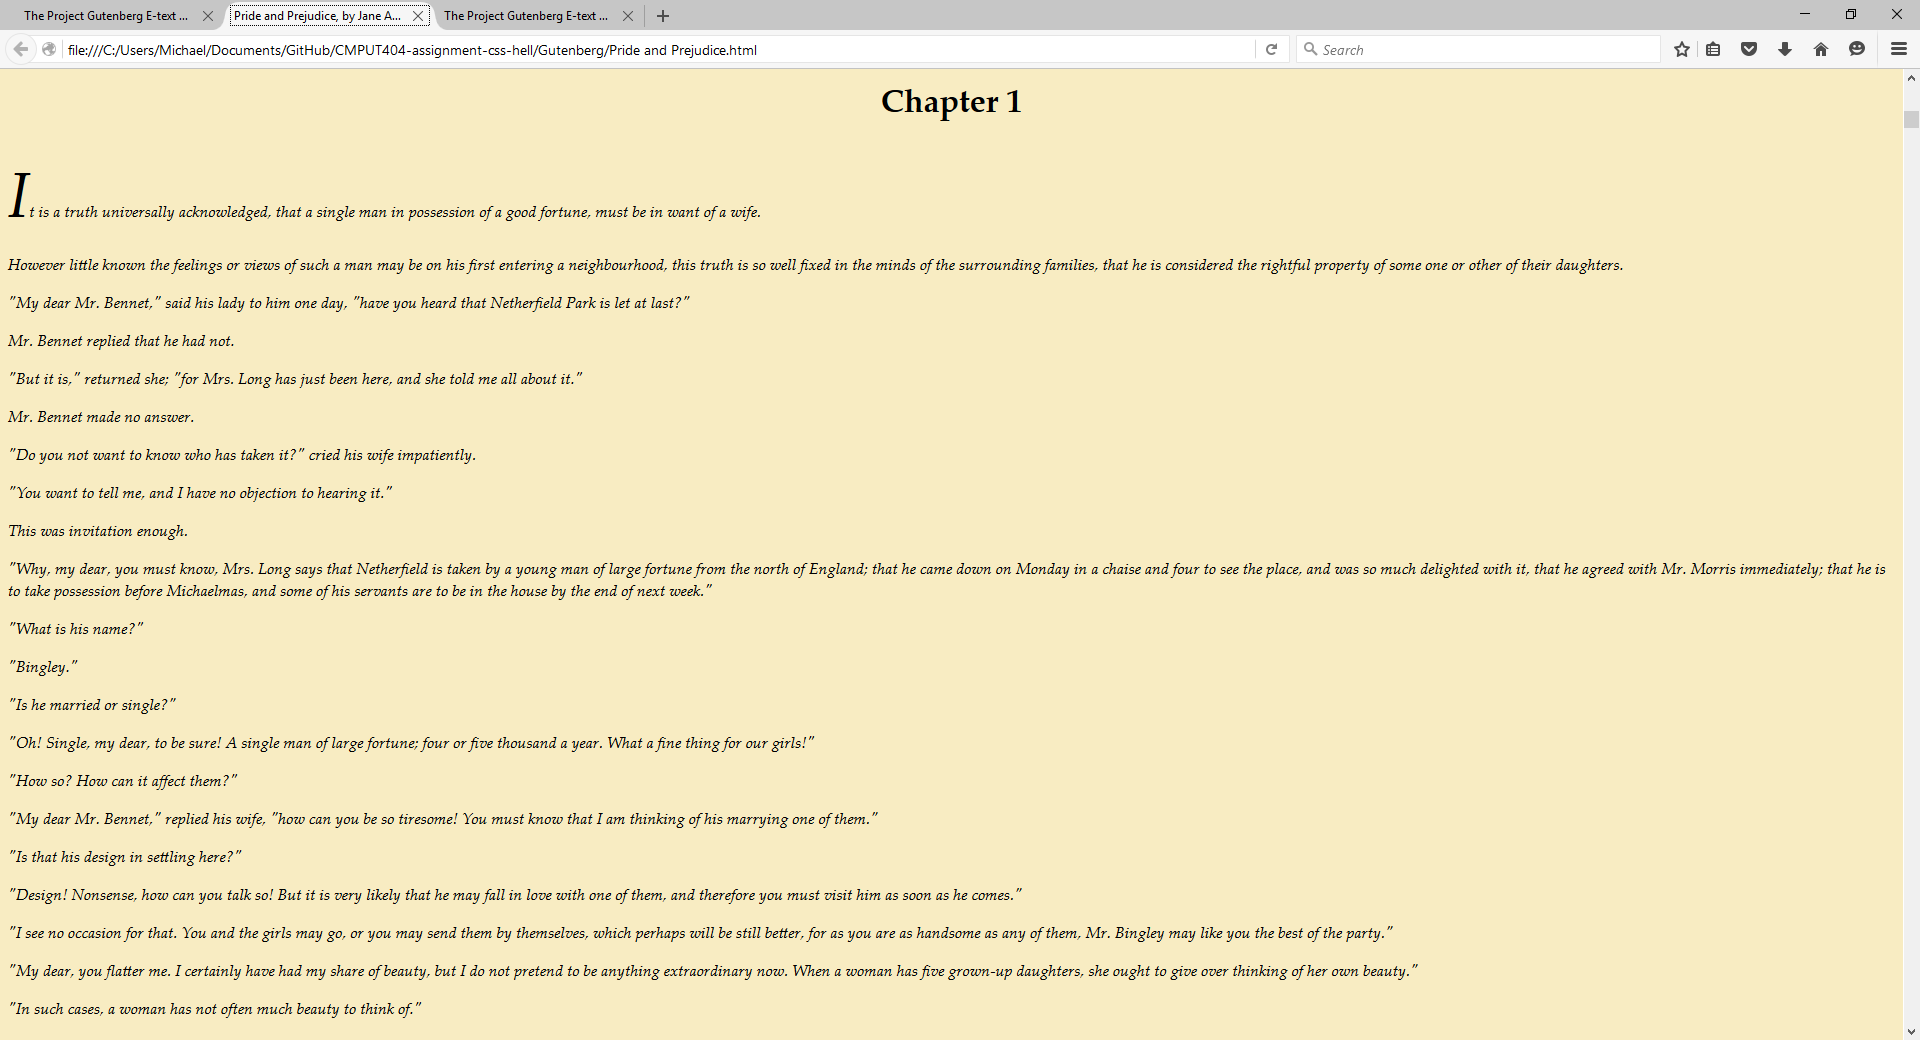 The Project Gutenberg E-text ...
Pride and Prejudice, by Jane A...
The Project Gutenberg E-text ...
file:///C:/Users/Michael/Documents/GitHub/CMPUT404-assignment-css-hell/Gutenberg/Pride and Prejudice.html
Search
Chapter 1
It is a truth universally acknowledged, that a single man in possession of a good fortune, must be in want of a wife.
However little known the feelings or views of such a man may be on his first entering a neighbourhood, this truth is so well fixed in the minds of the surrounding families, that he is considered the rightful property of some one or other of their daughters.
"My dear Mr. Bennet," said his lady to him one day, "have you heard that Netherfield Park is let at last?"
Mr. Bennet replied that he had not.
"But it is," returned she; "for Mrs. Long has just been here, and she told me all about it."
Mr. Bennet made no answer.
"Do you not want to know who has taken it?" cried his wife impatiently.
"You want to tell me, and I have no objection to hearing it."
This was invitation enough.
"Why, my dear, you must know, Mrs. Long says that Netherfield is taken by a young man of large fortune from the north of England; that he came down on Monday in a chaise and four to see the place, and was so much delighted with it, that he agreed with Mr. Morris immediately; that he is
to take possession before Michaelmas, and some of his servants are to be in the house by the end of next week."
"What is his name?"
"Bingley."
"Is he married or single?"
"Oh! Single, my dear, to be sure! A single man of large fortune; four or five thousand a year. What a fine thing for our girls!"
"How so? How can it affect them?"
"My dear Mr. Bennet," replied his wife, "how can you be so tiresome! You must know that I am thinking of his marrying one of them."
"Is that his design in settling here?"
"Design! Nonsense, how can you talk so! But it is very likely that he may fall in love with one of them, and therefore you must visit him as soon as he comes."
"I see no occasion for that. You and the girls may go, or you may send them by themselves, which perhaps will be still better, for as you are as handsome as any of them, Mr. Bingley may like you the best of the party."
"My dear, you flatter me. I certainly have had my share of beauty, but I do not pretend to be anything extraordinary now. When a woman has five grown-up daughters, she ought to give over thinking of her own beauty."
"In such cases, a woman has not often much beauty to think of."